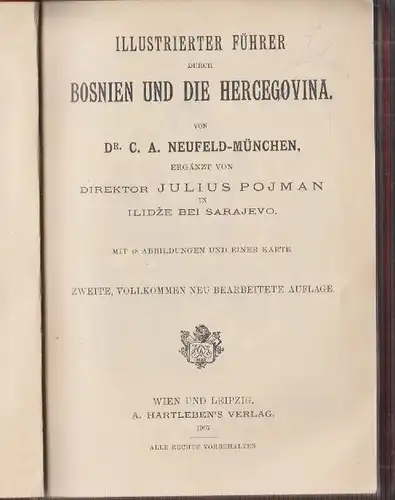 ILLUSTRIERTER FÜHRER
DURCH
BOSNIEN UND DIE HERCEGOVINA.
VON
DR. C. A. NEUFELD-MÜNCHEN,
ERGÄNZT VON
DIREKTOR JULIUS POJMAN
IN
ILIDŽE BEI SARAJEVO.
MIT 48 ABBILDUNGEN UND EINER KARTE.
ZWEITE, VOLLKOMMEN NEU BEARBEITETE AUFLAGE.
WIEN UND LEIPZIG.
A. HARTLEBEN'S VERLAG.
1907
ALLE RECHTE VORBEHALTEN